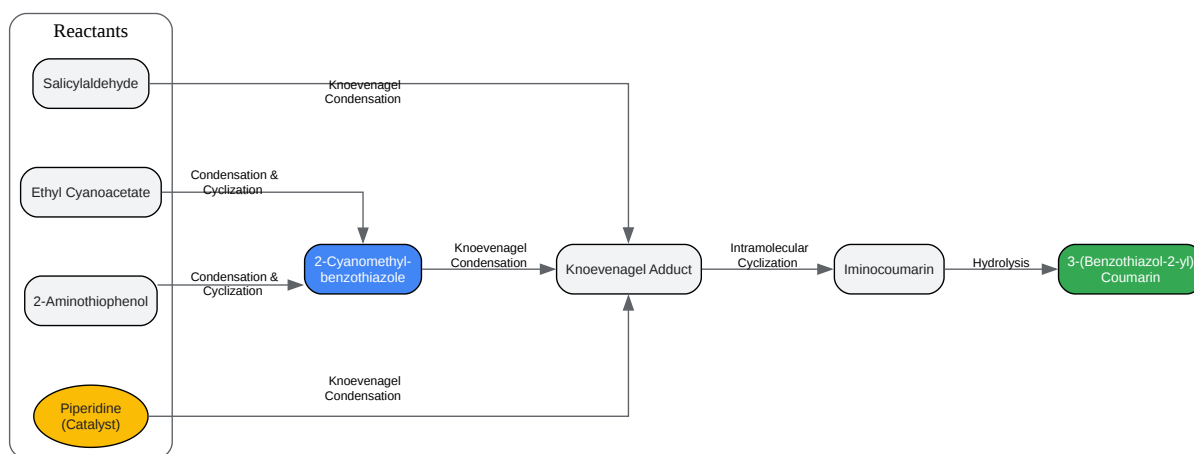 Reactants
Salicylaldehyde
Knoevenagel
Condensation
Ethyl Cyanoacetate
Condensation &
Cyclization
2-Aminothiophenol
Condensation &
Cyclization
2-Cyanomethyl-
benzothiazole
Knoevenagel
Condensation
Knoevenagel Adduct
Intramolecular
Cyclization
Iminocoumarin
Hydrolysis
3-(Benzothiazol-2-yl)
Coumarin
Piperidine
(Catalyst)
Knoevenagel
Condensation